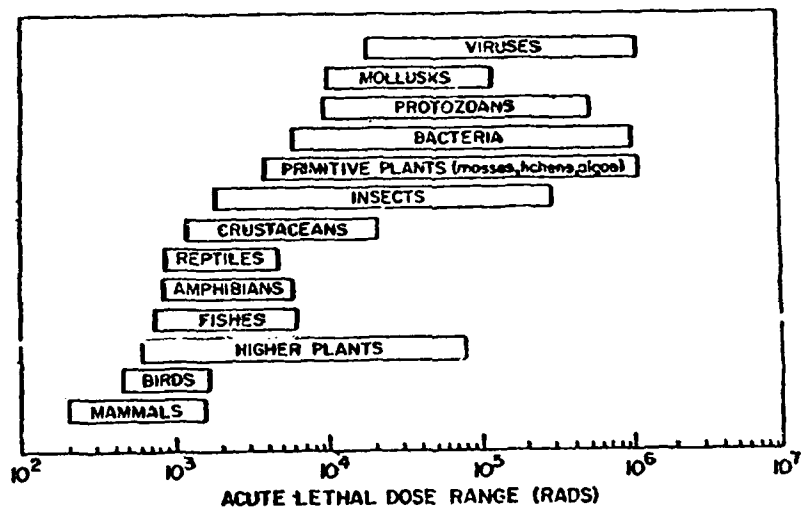 VIRUSES
MOLLUSKS
PROTOZOANS
BACTERIA
PRIMITIVE PLANTS (mosses, lichens, algae)
INSECTS
CRUSTACEANS
REPTILES
AMPHIBIANS
FISHES
HIGHER PLANTS
BIRDS
MAMMALS
10² 10³ 10⁴ 10⁵ 10⁶ 10⁷
ACUTE LETHAL DOSE RANGE (RADS)